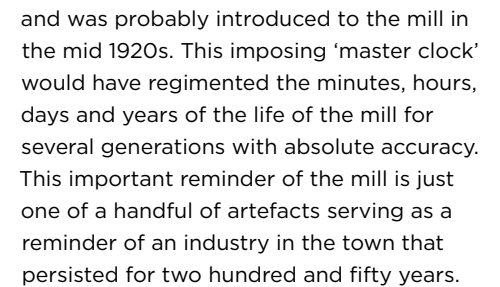 and was probably introduced to the mill in
the mid 1920s. This imposing ‘master clock’
would have regimented the minutes, hours,
days and years of the life of the mill for
several generations with absolute accuracy.
This important reminder of the mill is just
one of a handful of artefacts serving as a
reminder of an industry in the town that
persisted for two hundred and fifty years.